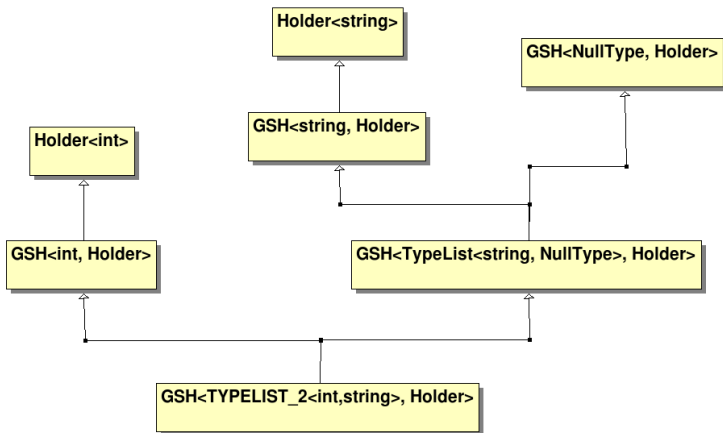 Holder<string>
GSH<NullType, Holder>
GSH<string, Holder>
Holder<int>
GSH<int, Holder>
GSH<TypeList<string, NullType>, Holder>
GSH<TYPELIST_2<int,string>, Holder>